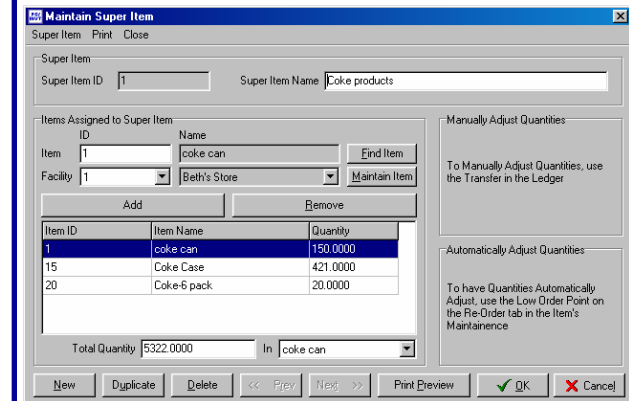 Maintain Super Item
Super Item Print Close
Super Item
Super Item ID 1 Super Item Name Coke products
Items Assigned to Super Item
ID Name
Item 1 coke can Find Item
Facility 1 Beth's Store Maintain Item
Add Remove
Item ID Item Name Quantity
1 coke can 150.0000
15 Coke Case 421.0000
20 Coke-6 pack 20.0000
Total Quantity 5322.0000 In coke can
Manually Adjust Quantities
To Manually Adjust Quantities, use
the Transfer in the Ledger
Automatically Adjust Quantities
To have Quantities Automatically
Adjust, use the Low Order Point on
the Re-Order tab in the Item's
Maintainence
New Duplicate Delete << Prev Next >> Print Preview OK Cancel